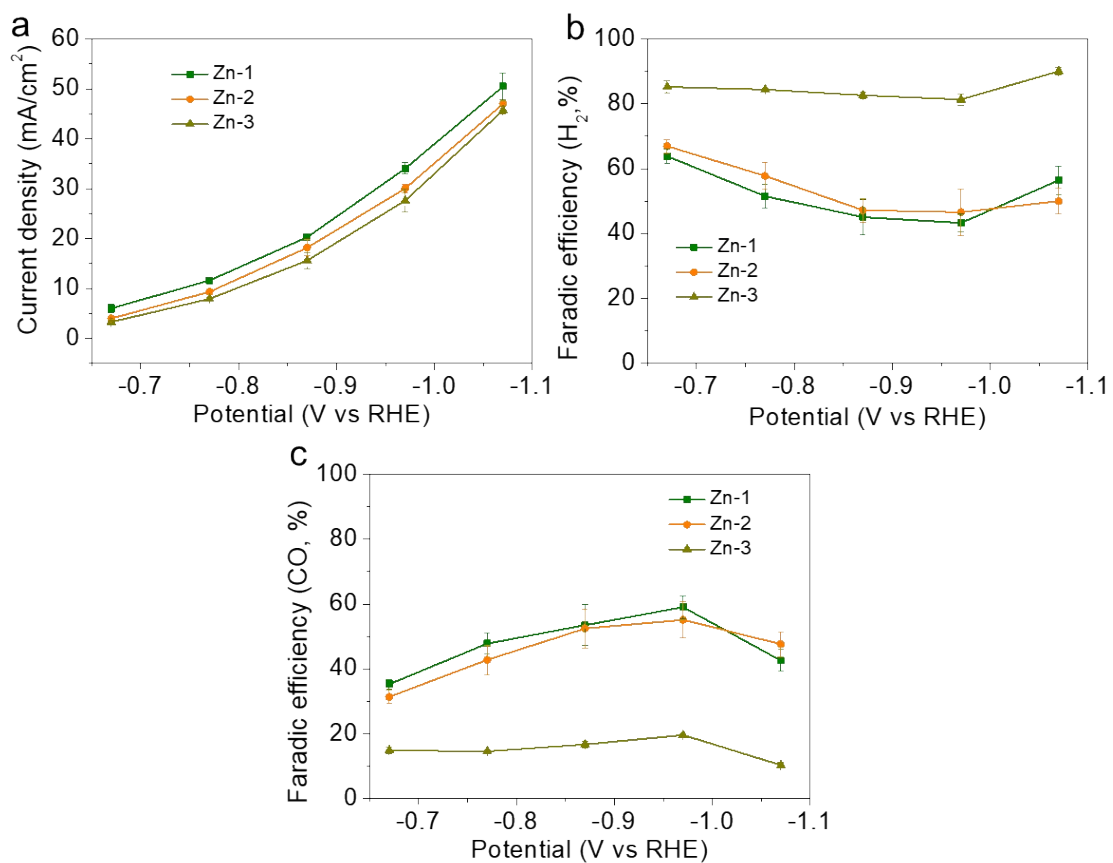 a
Current density (mA/cm²)
60
50
40
30
20
10
0
Zn-1
Zn-2
Zn-3
-0.7 -0.8 -0.9 -1.0 -1.1
Potential (V vs RHE)
b
Faradic efficiency (H₂,%)
100
80
60
40
20
0
Zn-1
Zn-2
Zn-3
-0.7 -0.8 -0.9 -1.0 -1.1
Potential (V vs RHE)
c
Faradic efficiency (CO, %)
100
80
60
40
20
0
Zn-1
Zn-2
Zn-3
-0.7 -0.8 -0.9 -1.0 -1.1
Potential (V vs RHE)